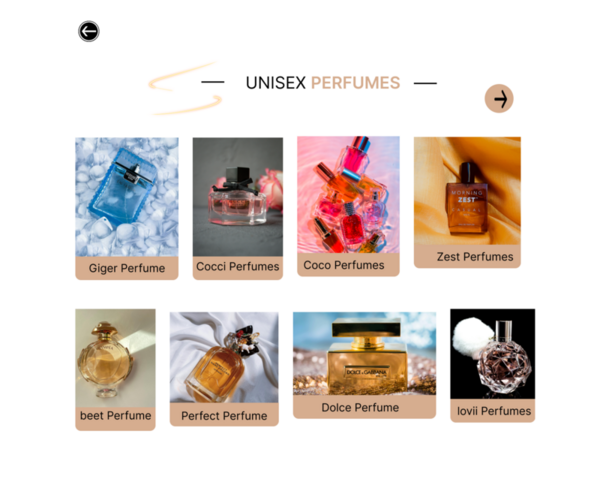 UNISEX PERFUMES
MORNING
ZEST
Giger Perfume
Cocci Perfumes
Coco Perfumes
Zest Perfumes
DOLCE & GABBANA
beet Perfume
Perfect Perfume
Dolce Perfume
lovii Perfumes